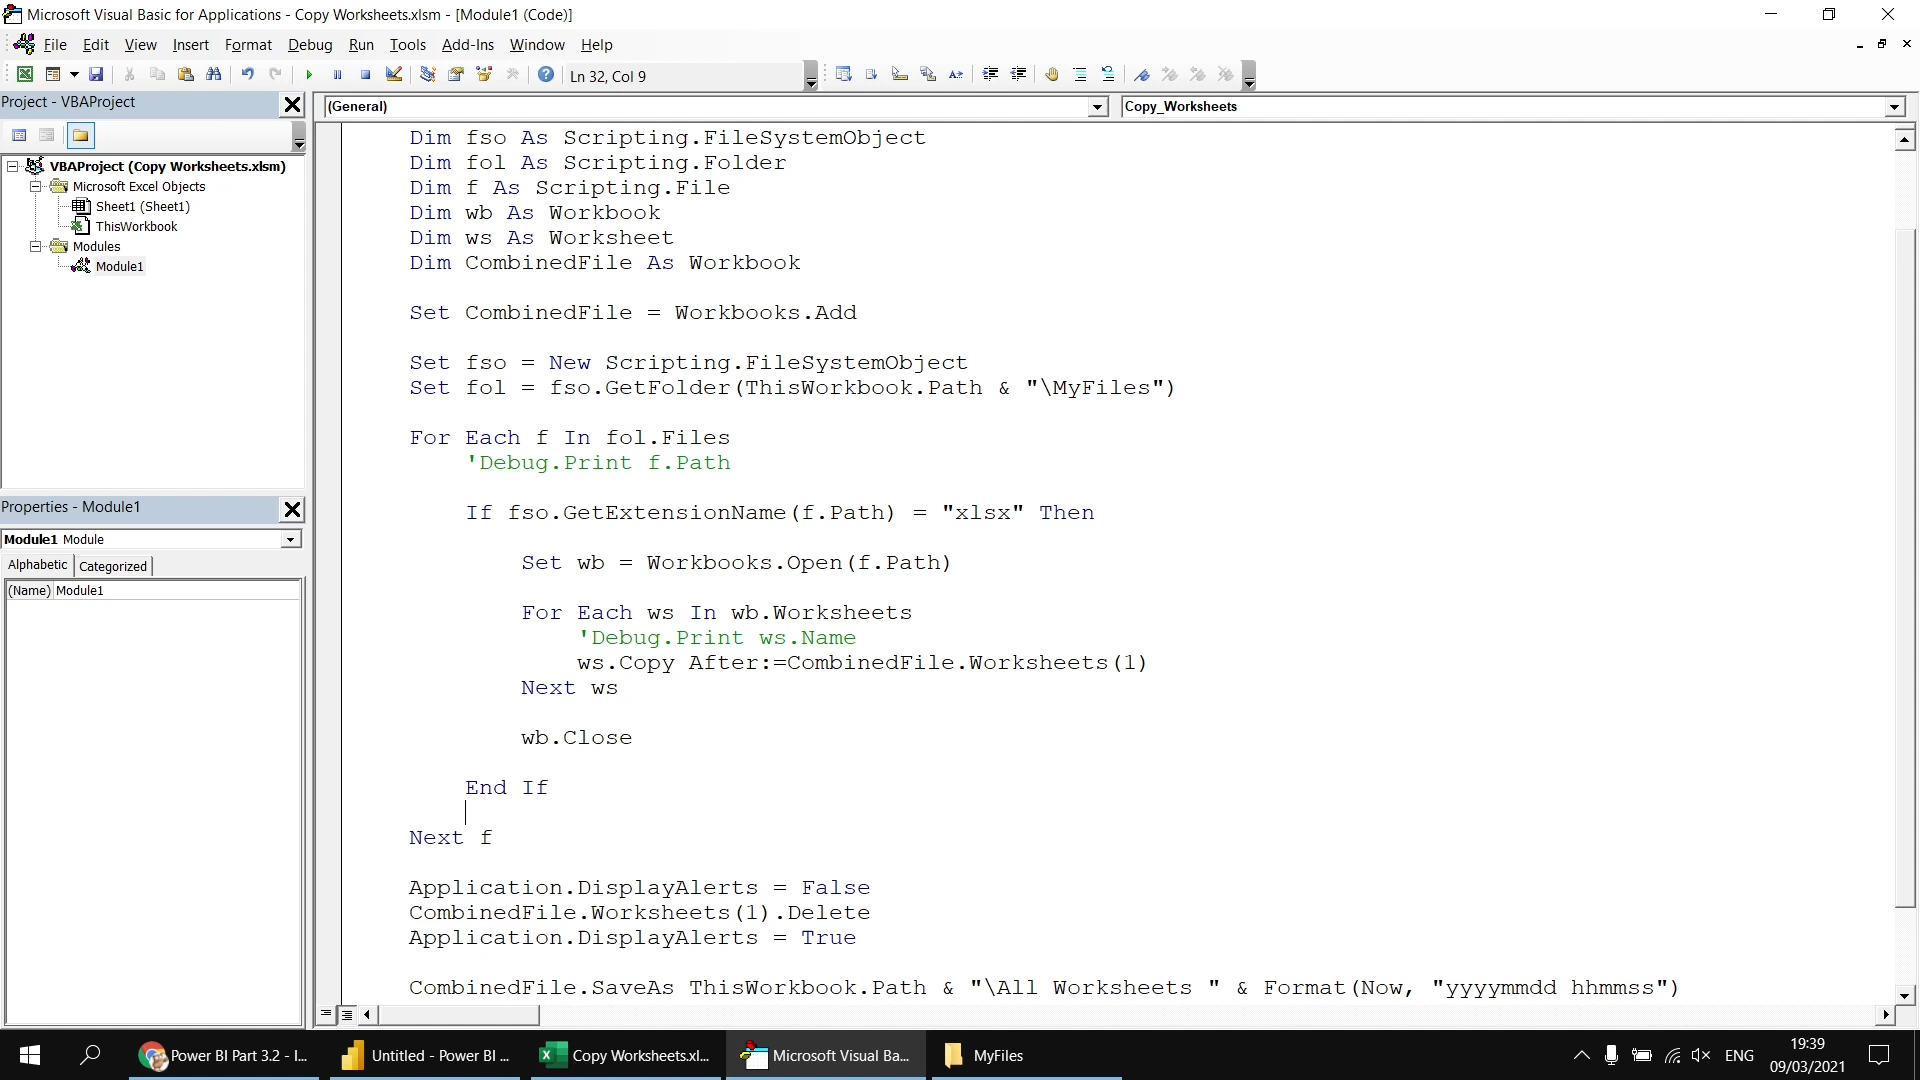 Microsoft Visual Basic for Applications - Copy Worksheets.xlsm - [Module1 (Code)]
File Edit View Insert Format Debug Run Tools Add-Ins Window Help
Ln 32, Col 9
Project - VBAProject
(General)
Copy_Worksheets
VBAProject (Copy Worksheets.xlsm)
Microsoft Excel Objects
Sheet1 (Sheet1)
ThisWorkbook
Modules
Module1
Properties - Module1
Module1 Module
Alphabetic Categorized
(Name) Module1
Dim fso As Scripting.FileSystemObject
Dim fol As Scripting.Folder
Dim f As Scripting.File
Dim wb As Workbook
Dim ws As Worksheet
Dim CombinedFile As Workbook
Set CombinedFile = Workbooks.Add
Set fso = New Scripting.FileSystemObject
Set fol = fso.GetFolder(ThisWorkbook.Path & "\MyFiles")
For Each f In fol.Files
'Debug.Print f.Path
If fso.GetExtensionName(f.Path) = "xlsx" Then
Set wb = Workbooks.Open(f.Path)
For Each ws In wb.Worksheets
'Debug.Print ws.Name
ws.Copy After:=CombinedFile.Worksheets(1)
Next ws
wb.Close
End If
Next f
Application.DisplayAlerts = False
CombinedFile.Worksheets(1).Delete
Application.DisplayAlerts = True
CombinedFile.SaveAs ThisWorkbook.Path & "\All Worksheets " & Format(Now, "yyyymmdd hhmmss")
Power BI Part 3.2 - I...
Untitled - Power BI ...
Copy Worksheets.xl...
Microsoft Visual Ba...
MyFiles
ENG
19:39
09/03/2021